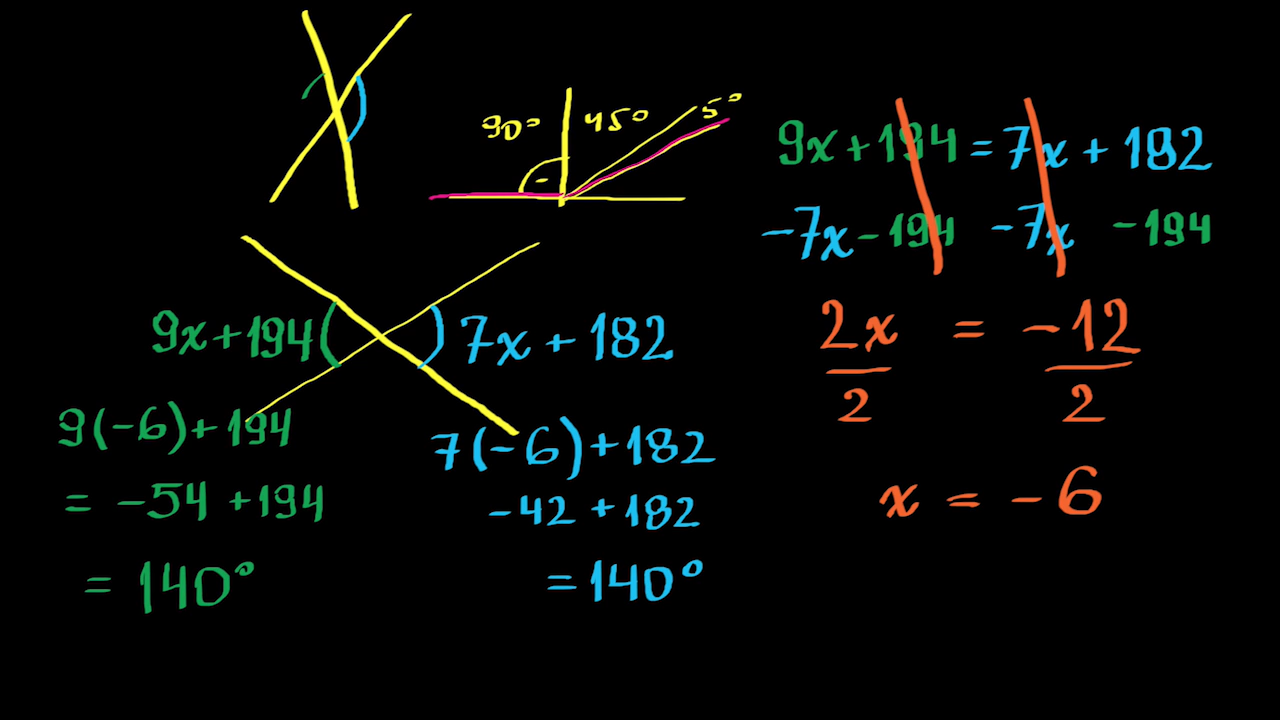 90° 45° 5°
9x + 194 = 7x + 182
-7x - 194 -7x - 194
9x + 194 7x + 182
2x = -12
2 2
9(-6) + 194
7(-6) + 182
= -54 + 194
-42 + 182
x = -6
= 140°
= 140°